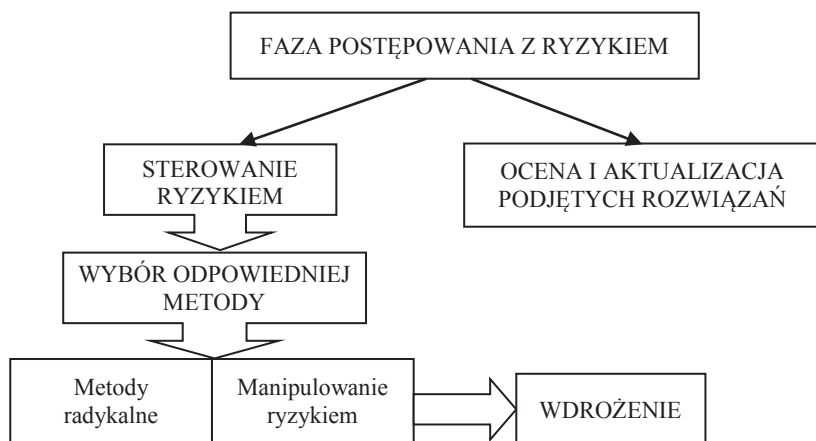 FAZA POSTĘPOWANIA Z RYZYKIEM
STEROWANIE
RYZYKIEM
OCENA I AKTUALIZACJA
PODJĘTYCH ROZWIĄZAŃ
WYBÓR ODPOWIEDNIEJ
METODY
Metody
radykalne
Manipulowanie
ryzykiem
WDROŻENIE